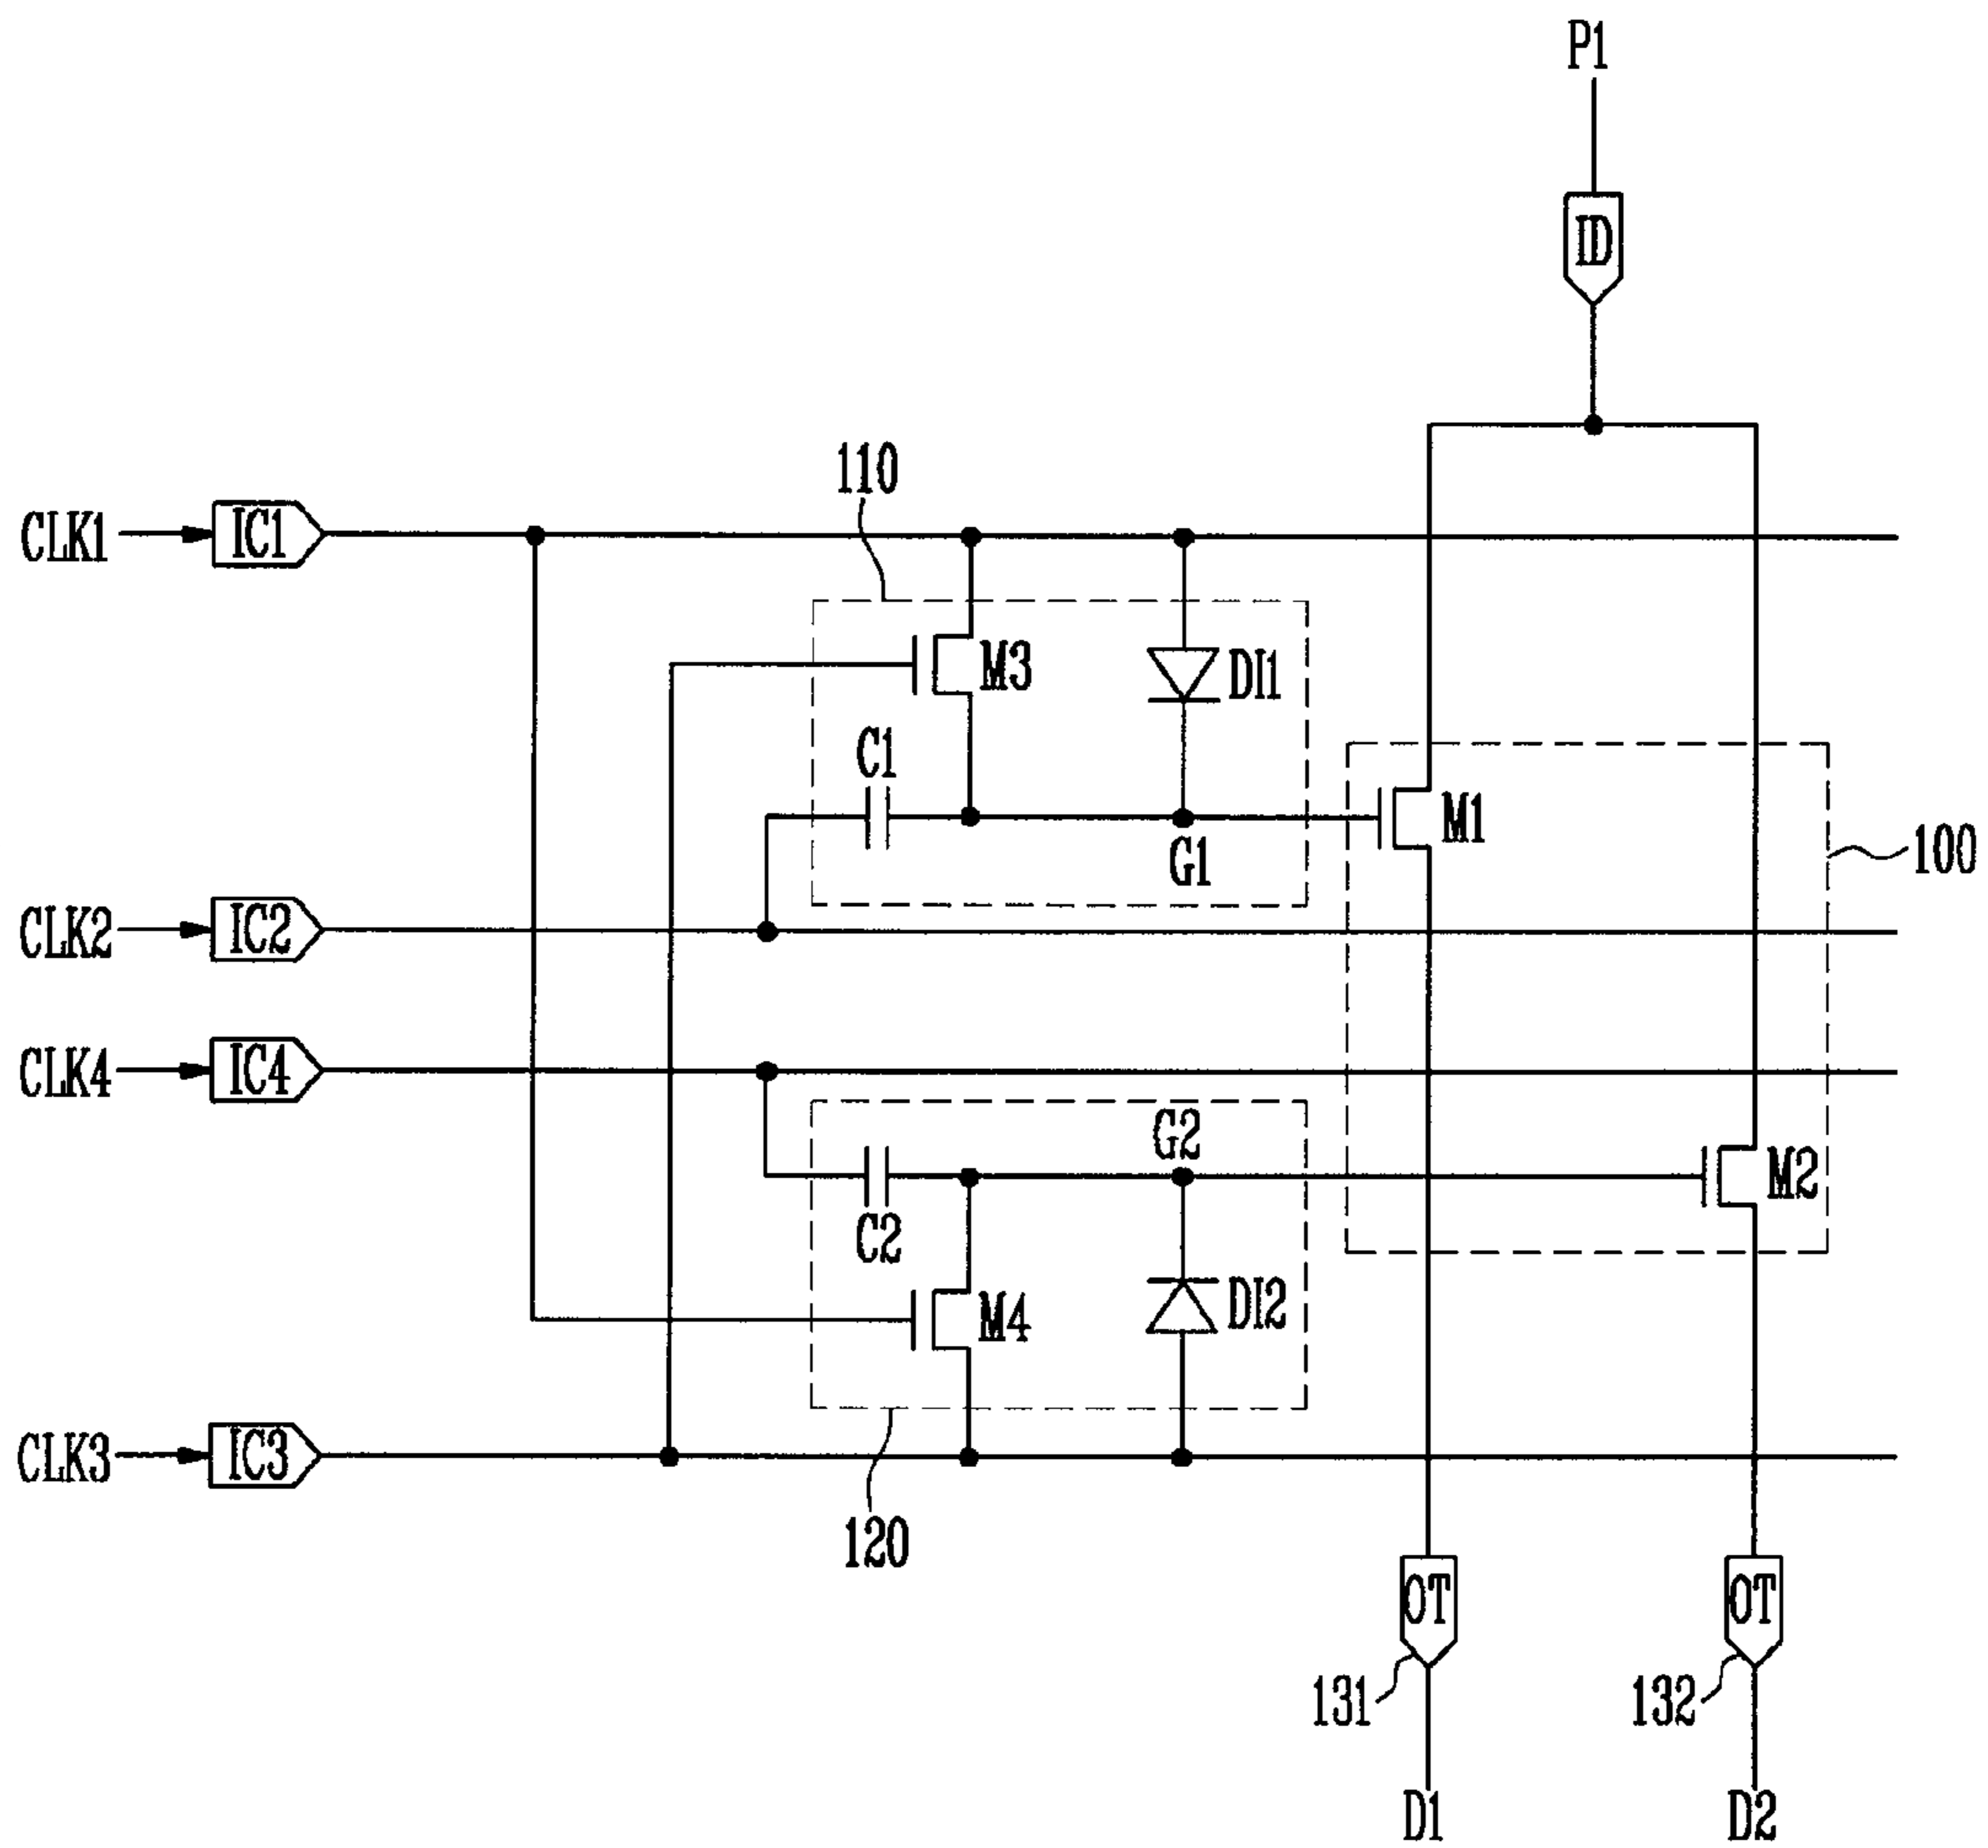 P1
ID
110
CLK1
IC1
M3
DI1
C1
M1
G1
100
CLK2
IC2
CLK4
IC4
G2
M2
C2
M4
DI2
CLK3
IC3
120
OT
OT
131
132
D1
D2